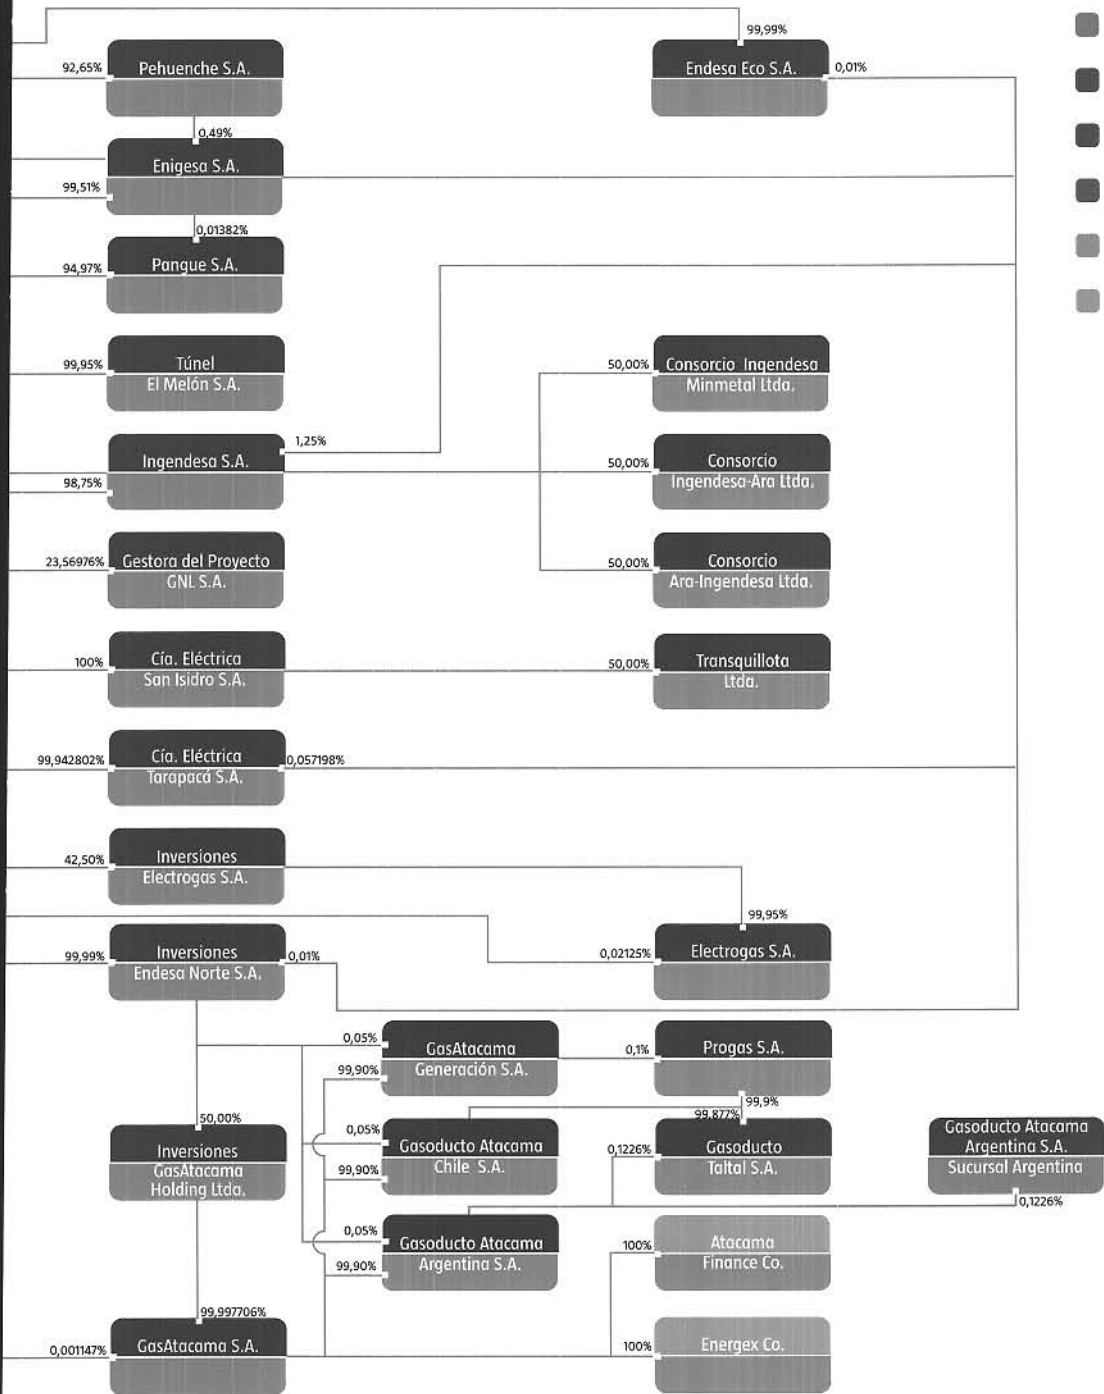 99,99%
92,65%
Pehuenche S.A.
Endesa Eco S.A.
0,01%
0,49%
Enigesa S.A.
99,51%
0,01382%
Pangue S.A.
94,97%
99,95%
Túnel
El Melón S.A.
50,00%
Consorcio Ingendesa
Minmetal Ltda.
1,25%
Ingendesa S.A.
98,75%
50,00%
Consorcio
Ingendesa-Ara Ltda.
23,56976%
Gestora del Proyecto
GNL S.A.
50,00%
Consorcio
Ara-Ingendesa Ltda.
100%
Cía. Eléctrica
San Isidro S.A.
50,00%
Transquillota
Ltda.
99,942802%
Cía. Eléctrica
Tarapacá S.A.
0,057198%
42,50%
Inversiones
Electrogas S.A.
99,95%
99,99%
Inversiones
Endesa Norte S.A.
0,01%
0,02125%
Electrogas S.A.
0,05%
99,90%
GasAtacama
Generación S.A.
0,1%
Progas S.A.
99,9%
99,877%
50,00%
Inversiones
GasAtacama
Holding Ltda.
0,05%
99,90%
Gasoducto Atacama
Chile S.A.
0,1226%
Gasoducto
Taltal S.A.
Gasoducto Atacama
Argentina S.A.
Sucursal Argentina
0,1226%
0,05%
99,90%
Gasoducto Atacama
Argentina S.A.
100%
Atacama
Finance Co.
99,997706%
0,001147%
GasAtacama S.A.
100%
Energex Co.